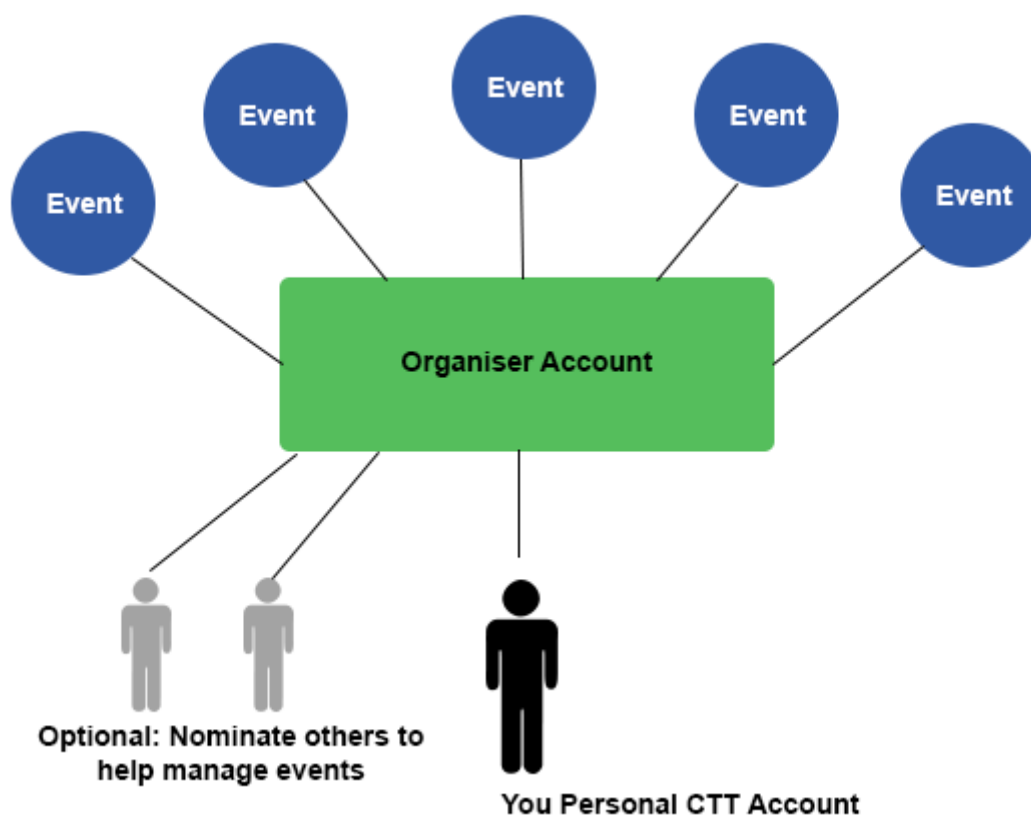 Event
Event
Event
Event
Event
Organiser Account
Optional: Nominate others to
help manage events
You Personal CTT Account